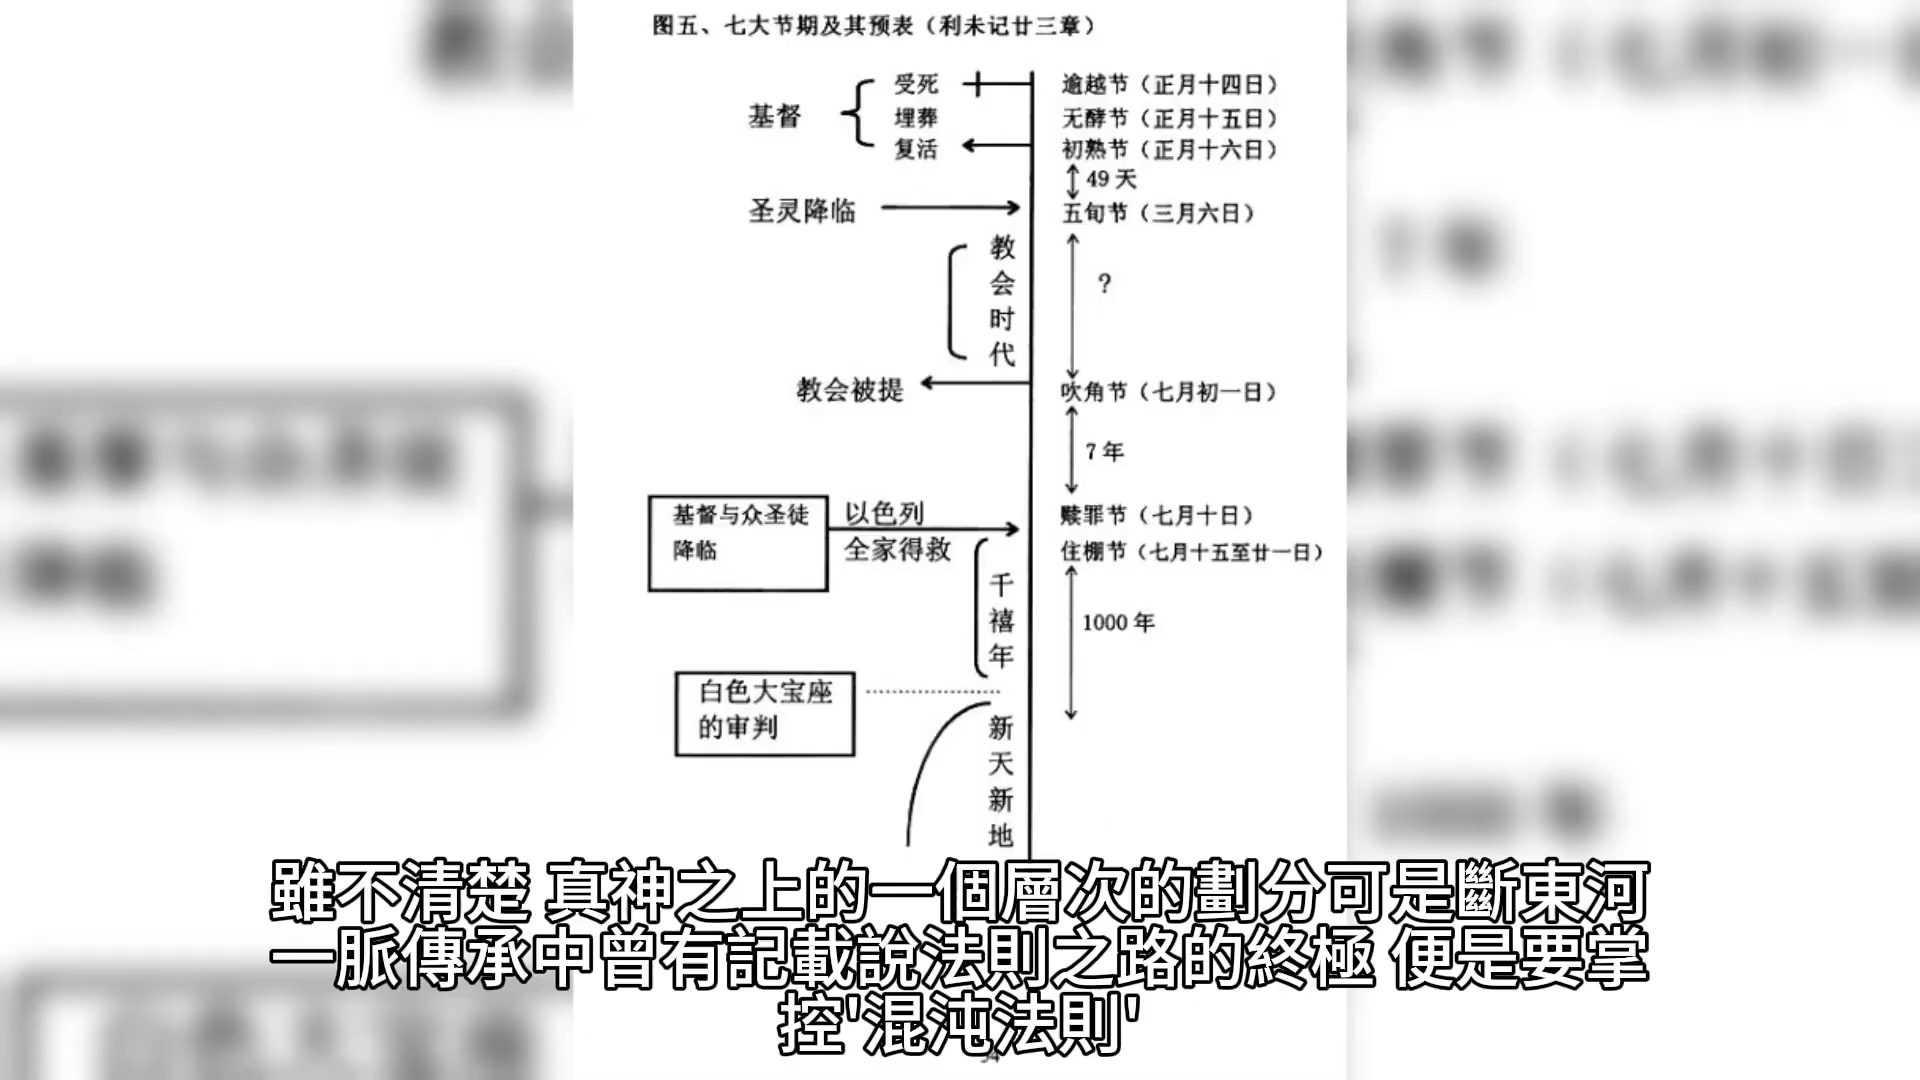 图五、七大节期及其预表（利未记廿三章）
基督
受死
埋葬
复活
逾越节（正月十四日）
无酵节（正月十五日）
初熟节（正月十六日）
49 天
圣灵降临
五旬节（三月六日）
教会时代
?
教会被提
吹角节（七月初一日）
7 年
基督与众圣徒
降临
以色列
全家得救
赎罪节（七月十日）
住棚节（七月十五至廿一日）
千禧年
1000 年
白色大宝座
的审判
新天新地
雖不清楚 真神之上的一個層次的劃分可是斷東河
一脈傳承中曾有記載說法則之路的終極 便是要掌
控'混沌法則'